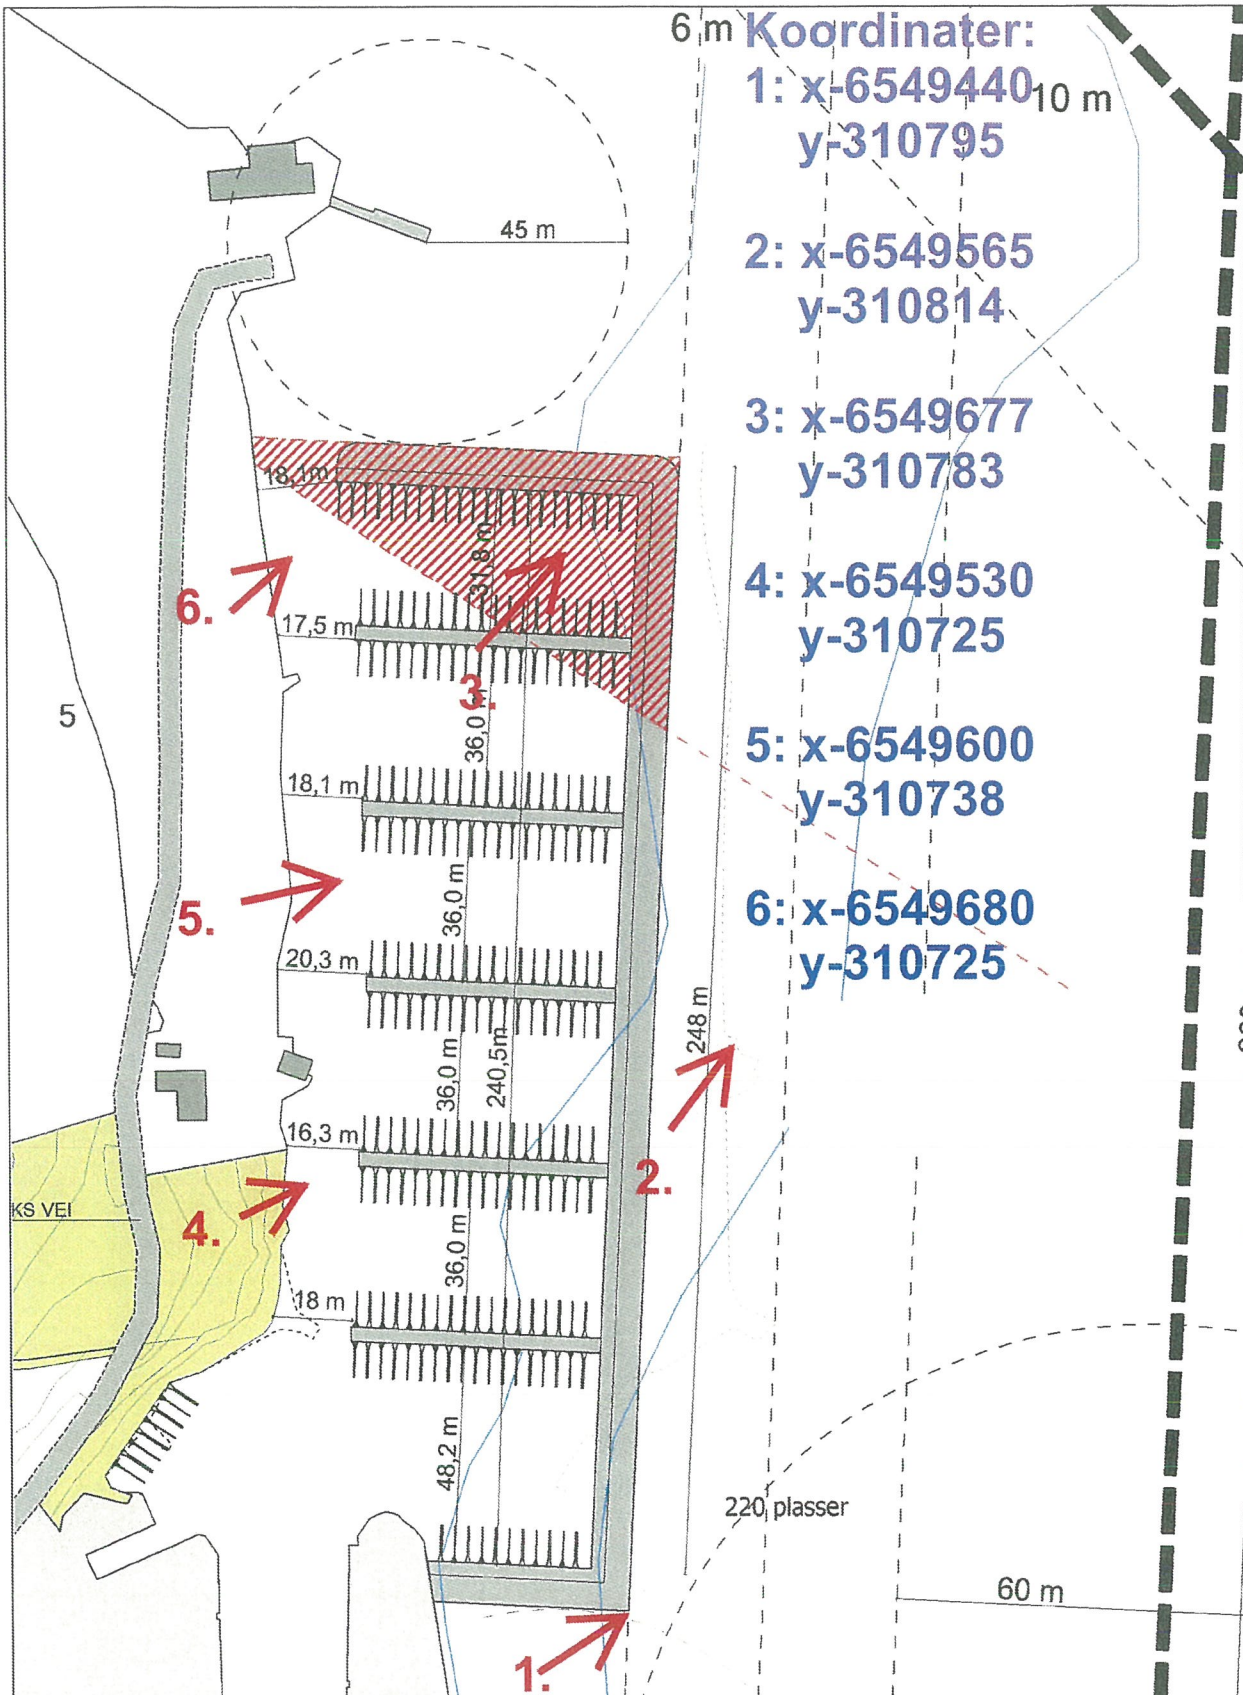 6 m
Koordinater:
1: x-6549440
10 m
y-310795
45 m
2: x-6549565
y-310814
3: x-6549677
y-310783
18,1m
31,8 m
4: x-6549530
y-310725
6.
17,5 m
3.
36,0 m
5
5: x-6549600
y-310738
18,1 m
6: x-6549680
y-310725
5.
36,0 m
20,3 m
248 m
36,0 m
240,5m
16,3 m
2.
KS VEI
4.
36,0 m
18 m
48,2 m
220 plasser
60 m
1.